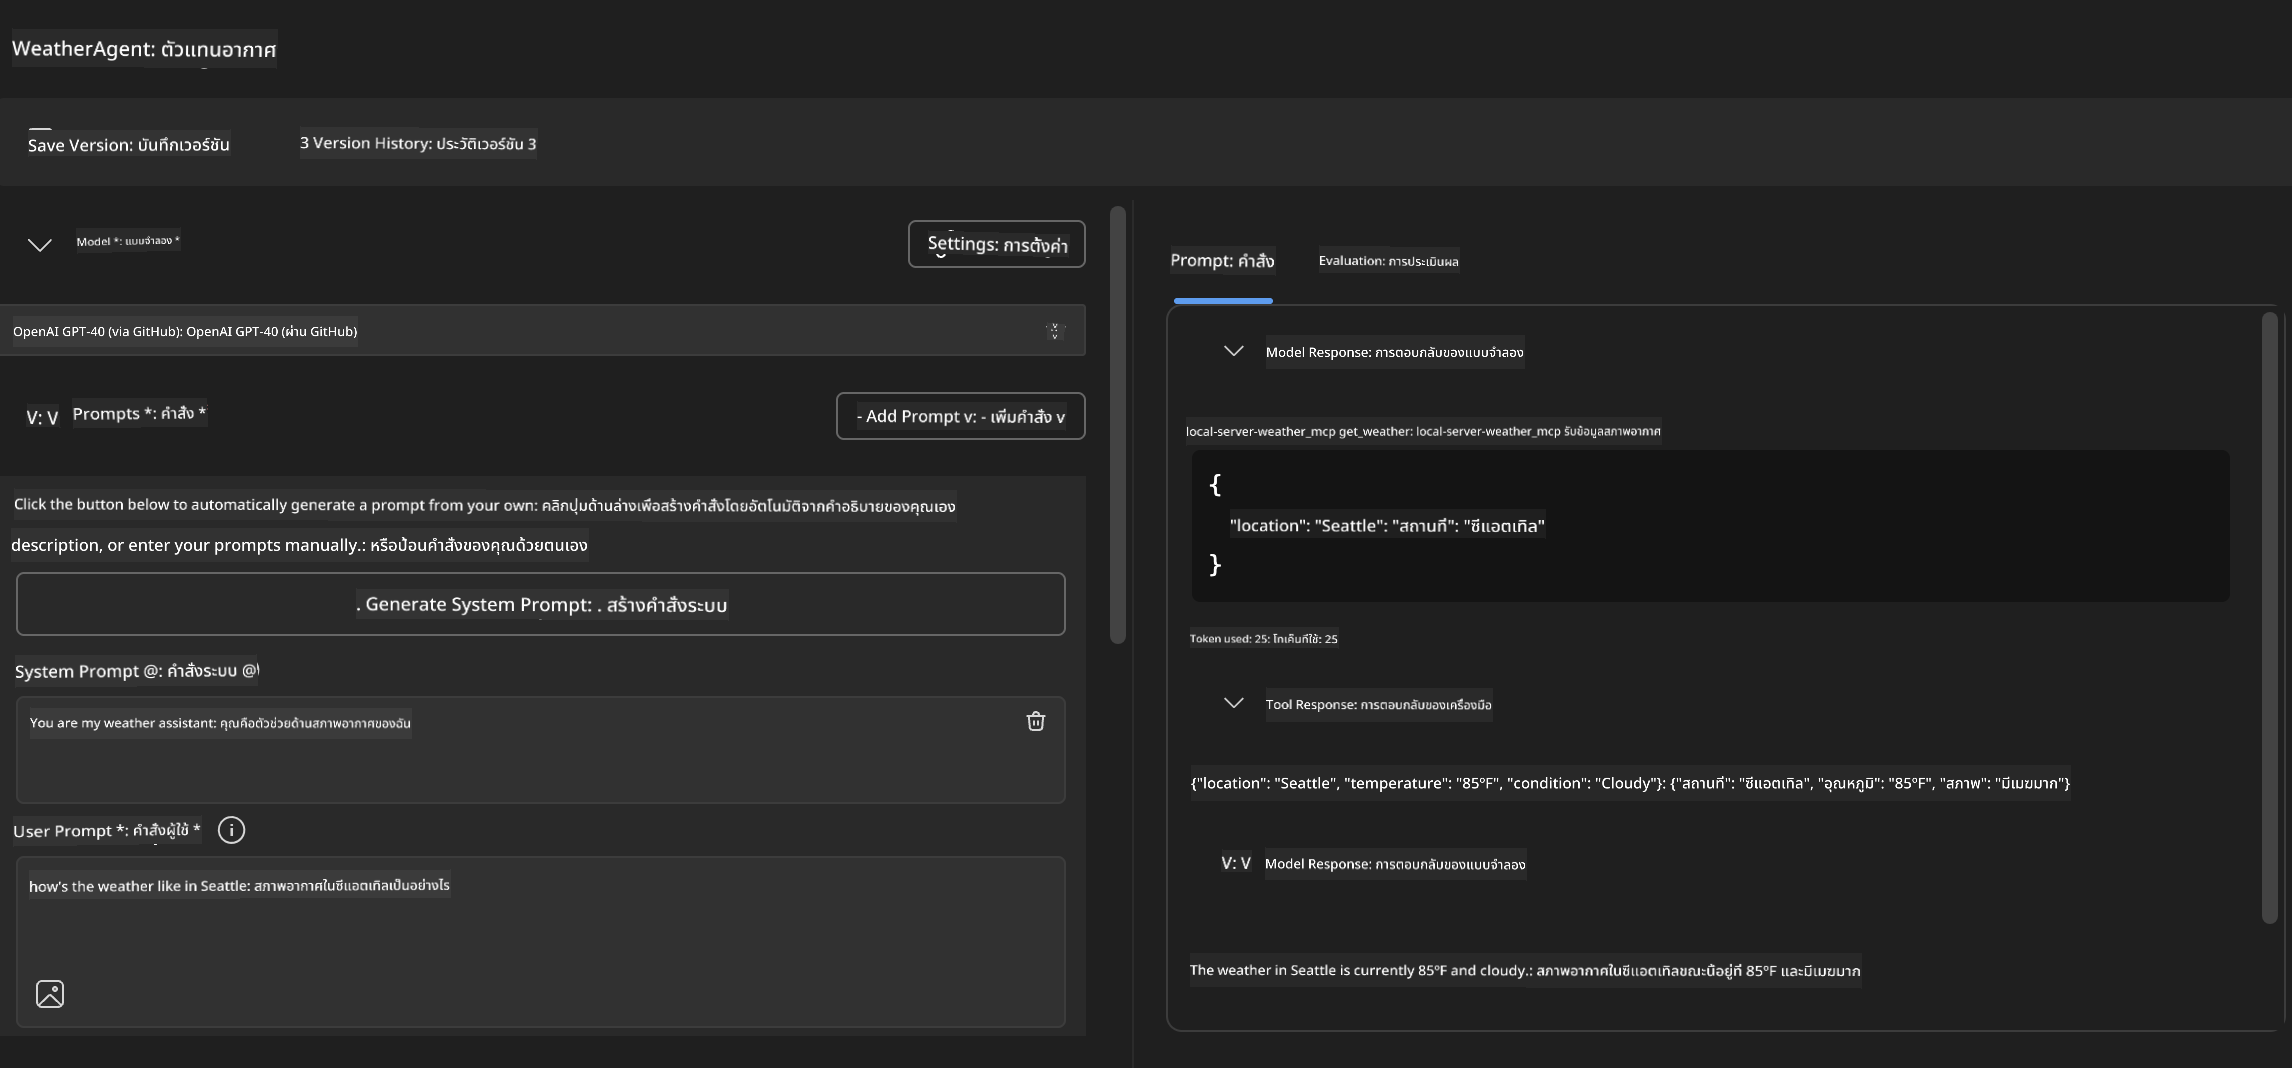 WeatherAgent: ตัวแทนอากาศ
Save Version: บันทึกเวอร์ชัน
3 Version History: ประวัติเวอร์ชัน 3
Model *: แบบจำลอง *
Settings: การตั้งค่า
OpenAI GPT-40 (via GitHub): OpenAI GPT-40 (ผ่าน GitHub)
V: V
Prompts *: คำสั่ง *
- Add Prompt v: - เพิ่มคำสั่ง v
Click the button below to automatically generate a prompt from your own: คลิกปุ่มด้านล่างเพื่อสร้างคำสั่งโดยอัตโนมัติจากคำอธิบายของคุณเอง
description, or enter your prompts manually.: หรือป้อนคำสั่งของคุณด้วยตนเอง
. Generate System Prompt: . สร้างคำสั่งระบบ
System Prompt @: คำสั่งระบบ @
You are my weather assistant: คุณคือตัวช่วยด้านสภาพอากาศของฉัน
User Prompt *: คำสั่งผู้ใช้ *
how's the weather like in Seattle: สภาพอากาศในซีแอตเทิลเป็นอย่างไร
Prompt: คำสั่ง
Evaluation: การประเมินผล
Model Response: การตอบกลับของแบบจำลอง
local-server-weather_mcp get_weather: local-server-weather_mcp รับข้อมูลสภาพอากาศ
{
"location": "Seattle": "สถานที่": "ซีแอตเทิล"
}
Token used: 25: โทเค็นที่ใช้: 25
Tool Response: การตอบกลับของเครื่องมือ
{"location": "Seattle", "temperature": "85°F", "condition": "Cloudy"}: {"สถานที่": "ซีแอตเทิล", "อุณหภูมิ": "85°F", "สภาพ": "มีเมฆมาก"}
V: V
Model Response: การตอบกลับของแบบจำลอง
The weather in Seattle is currently 85°F and cloudy.: สภาพอากาศในซีแอตเทิลขณะนี้อยู่ที่ 85°F และมีเมฆมาก